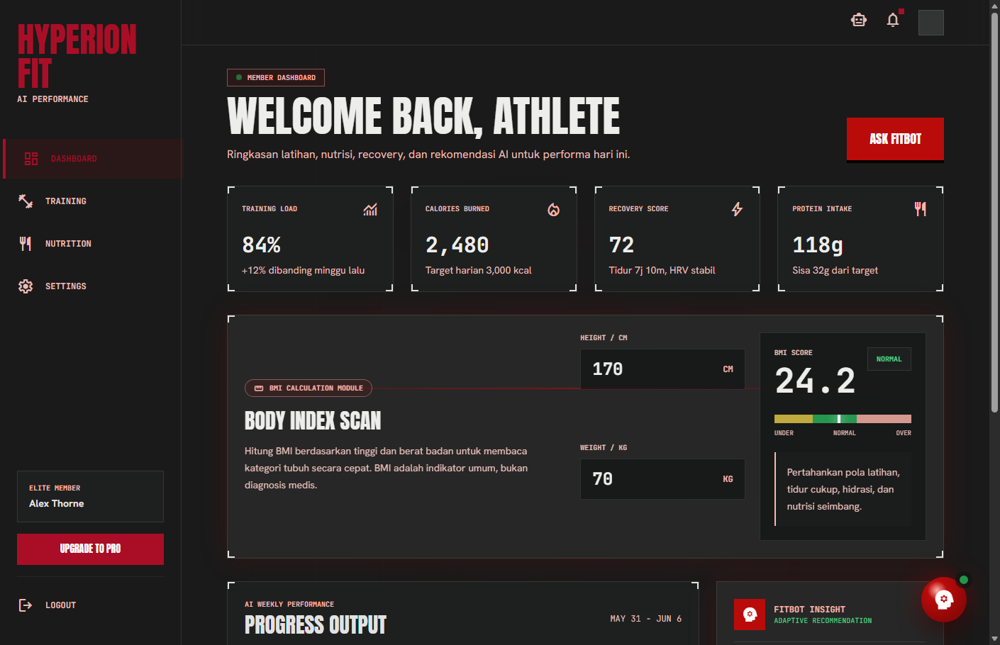 HYPERION
FIT
AI PERFORMANCE
DASHBOARD
TRAINING
NUTRITION
SETTINGS
ELITE MEMBER
Alex Thorne
UPGRADE TO PRO
LOGOUT
MEMBER DASHBOARD
WELCOME BACK, ATHLETE
Ringkasan latihan, nutrisi, recovery, dan rekomendasi AI untuk performa hari ini.
ASK FITBOT
TRAINING LOAD
84%
+12% dibanding minggu lalu
CALORIES BURNED
2,480
Target harian 3,000 kcal
RECOVERY SCORE
72
Tidur 7j 10m, HRV stabil
PROTEIN INTAKE
118g
Sisa 32g dari target
BMI CALCULATION MODULE
BODY INDEX SCAN
Hitung BMI berdasarkan tinggi dan berat badan untuk membaca
kategori tubuh secara cepat. BMI adalah indikator umum, bukan
diagnosis medis.
HEIGHT / CM
170 CM
WEIGHT / KG
70 KG
BMI SCORE
NORMAL
24.2
UNDER NORMAL OVER
Pertahankan pola latihan,
tidur cukup, hidrasi, dan
nutrisi seimbang.
AI WEEKLY PERFORMANCE
PROGRESS OUTPUT
MAY 31 - JUN 6
FITBOT INSIGHT
ADAPTIVE RECOMMENDATION